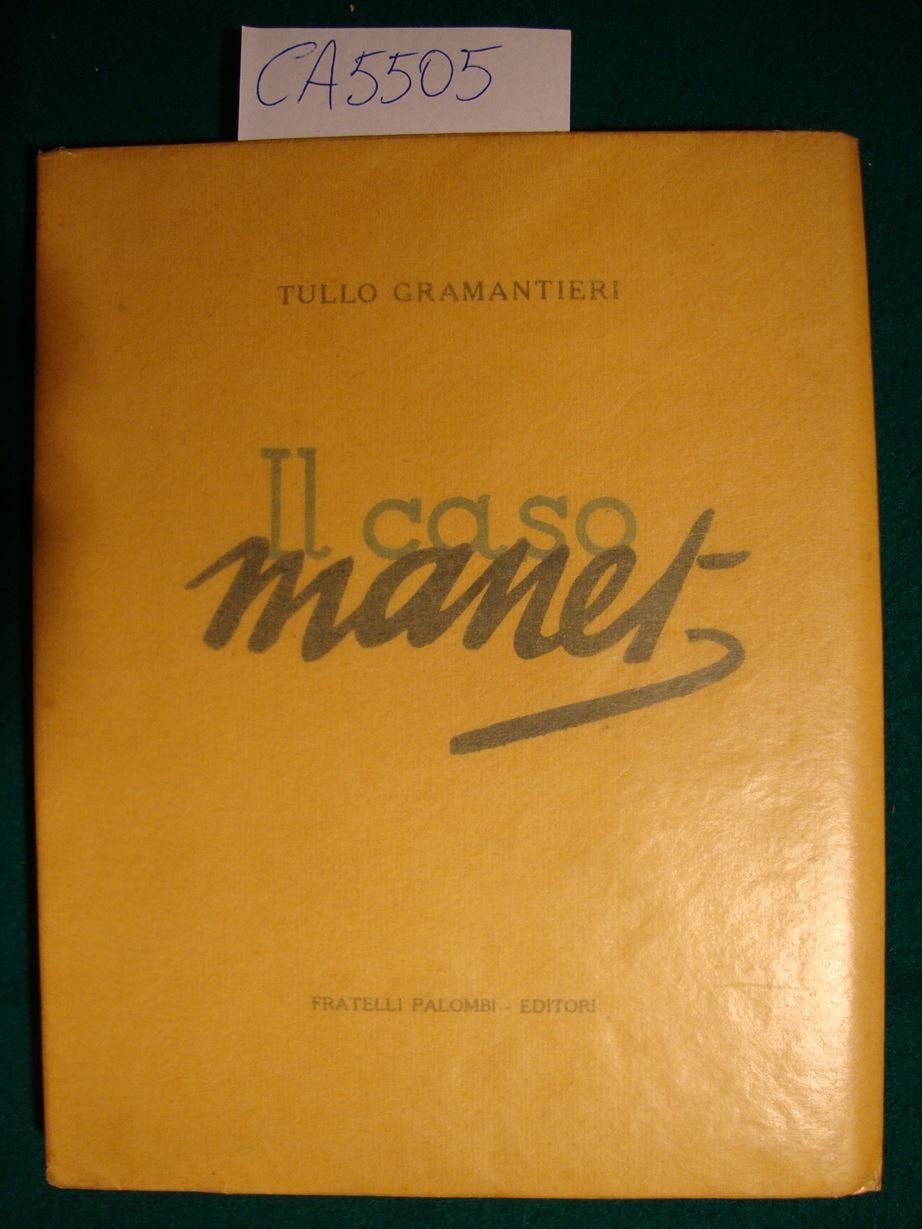 CA5505
TULLO GRAMANTIERI
Il caso
manet
FRATELLI PALOMBI - EDITORI